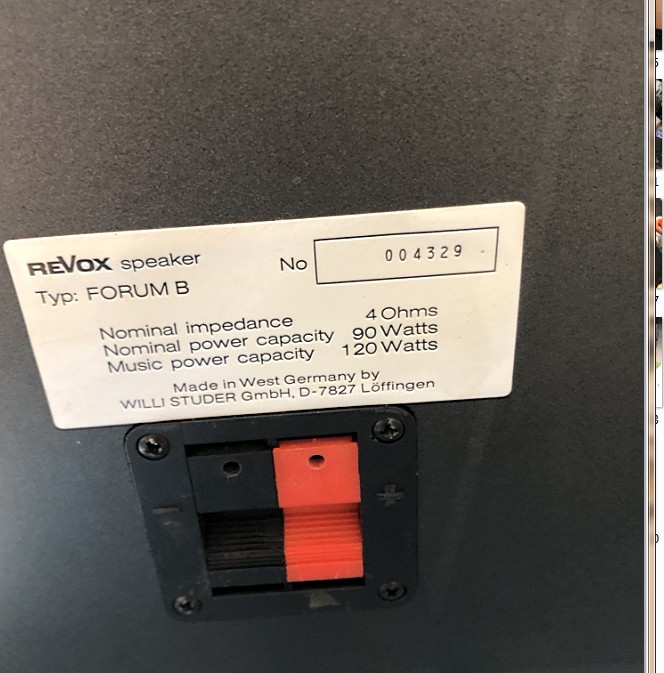 REVOX speaker No 004329
Typ: FORUM B
Nominal impedance 4 Ohms
Nominal power capacity 90 Watts
Music power capacity 120 Watts
Made in West Germany by
WILLI STUDER GmbH, D-7827 Löffingen
- +